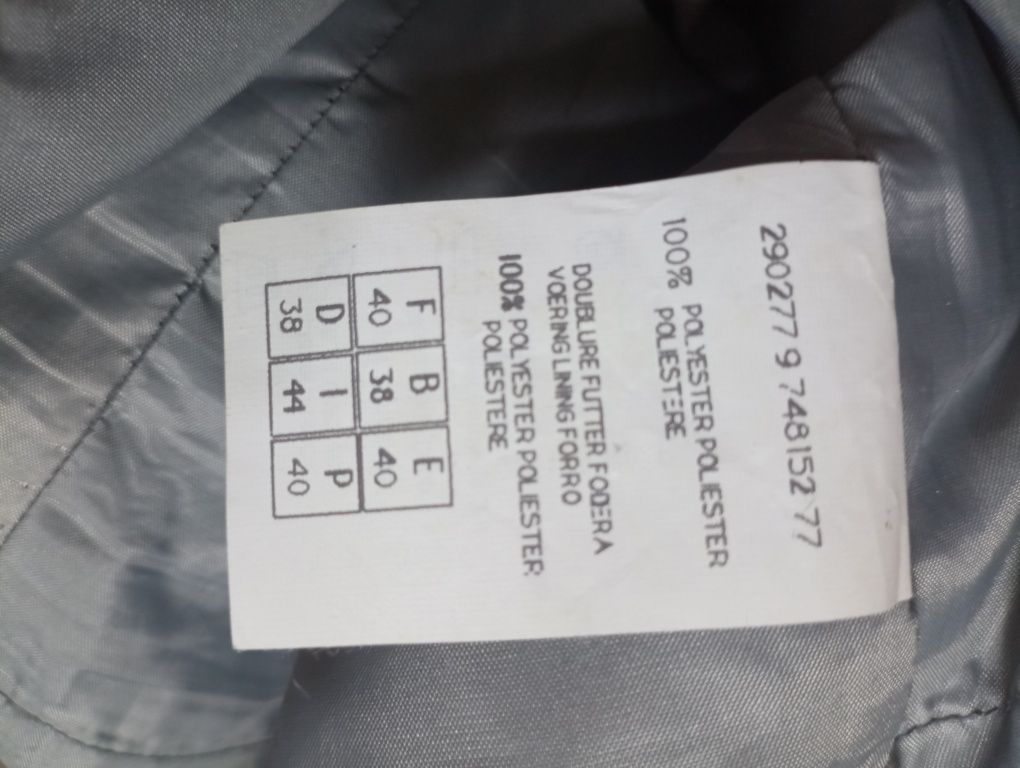 290277 9 748152 77
100% POLYESTER POLIESTER
POLIESTERE
DOUBLURE FUTTER FODERA
VOERING LINING FORRO
100% POLYESTER POLIESTER
POLIESTERE
F B E
40 38 40
D I P
38 44 40